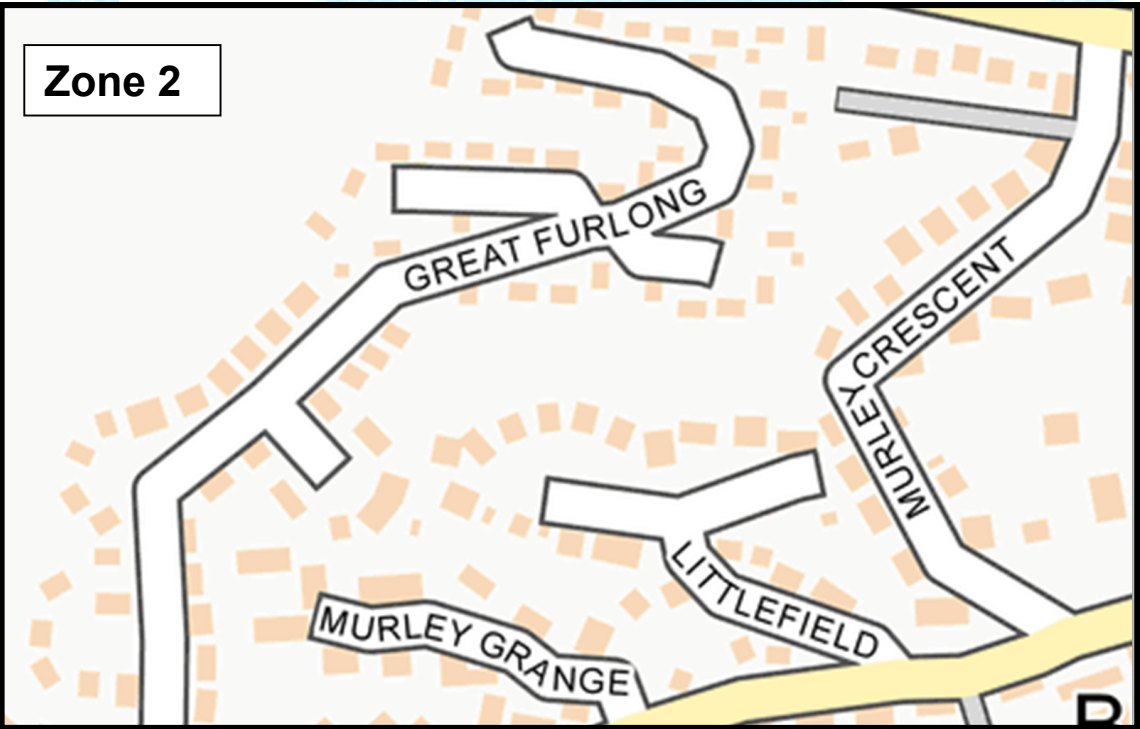 Zone 2
GREAT FURLONG
MURLEY CRESCENT
LITTLEFIELD
MURLEY GRANGE